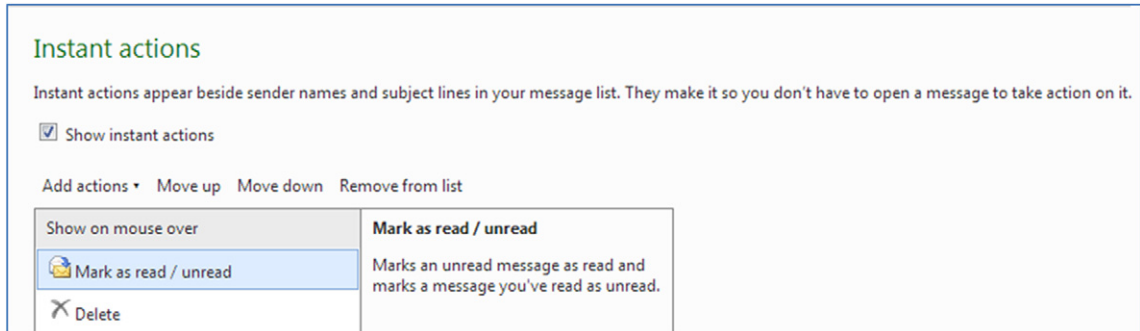 Instant actions
Instant actions appear beside sender names and subject lines in your message list. They make it so you don't have to open a message to take action on it.
Show instant actions
Add actions Move up Move down Remove from list
Show on mouse over
Mark as read / unread
Delete
Mark as read / unread
Marks an unread message as read and
marks a message you've read as unread.